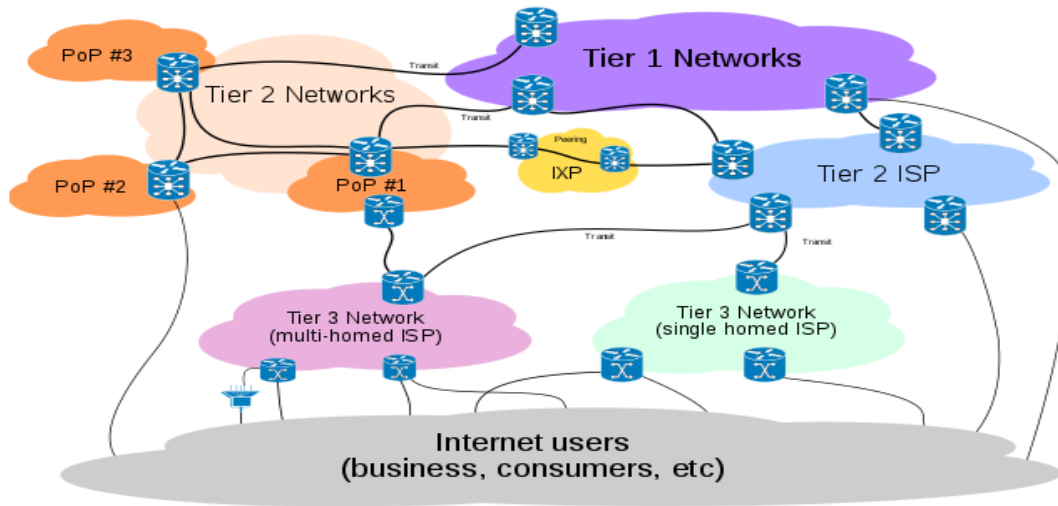 PoP #3
Transit
Tier 1 Networks
Tier 2 Networks
Transit
Peering
IXP
PoP #2
PoP #1
Tier 2 ISP
Transit
Transit
Tier 3 Network
(multi-homed ISP)
Tier 3 Network
(single homed ISP)
Internet users
(business, consumers, etc)